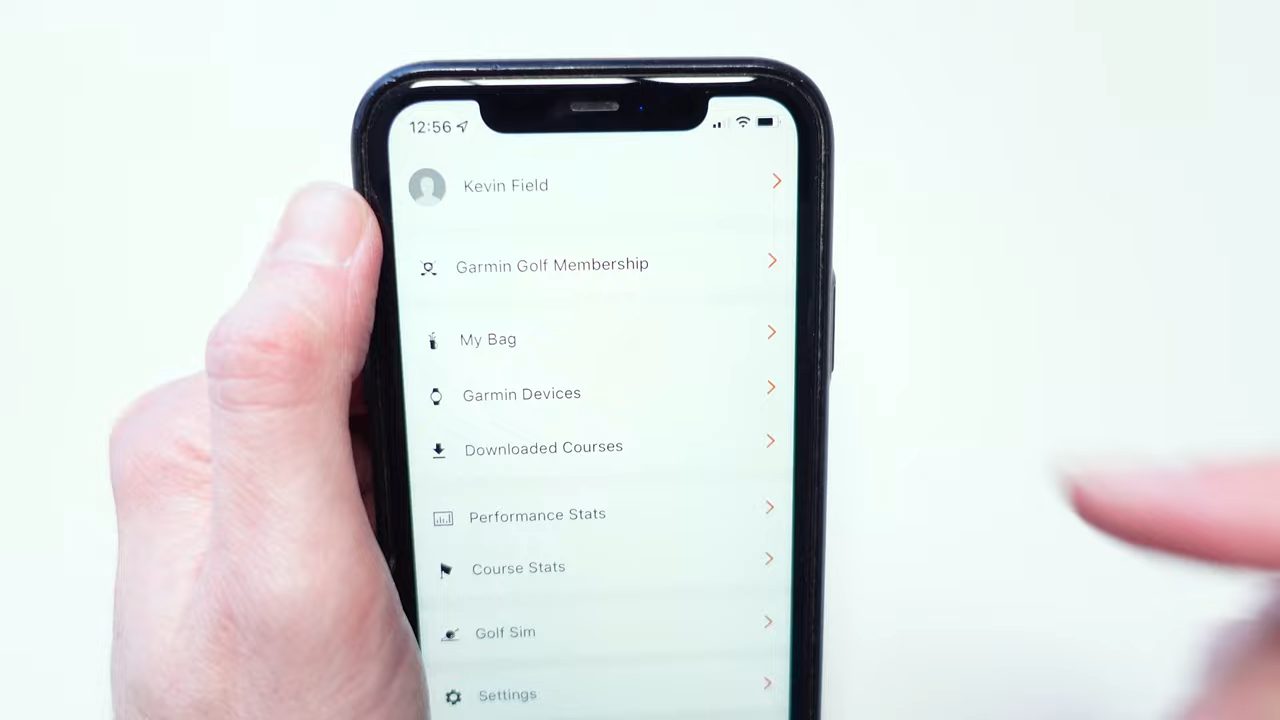 12:56
Kevin Field
Garmin Golf Membership
My Bag
Garmin Devices
Downloaded Courses
Performance Stats
Course Stats
Golf Sim
Settings